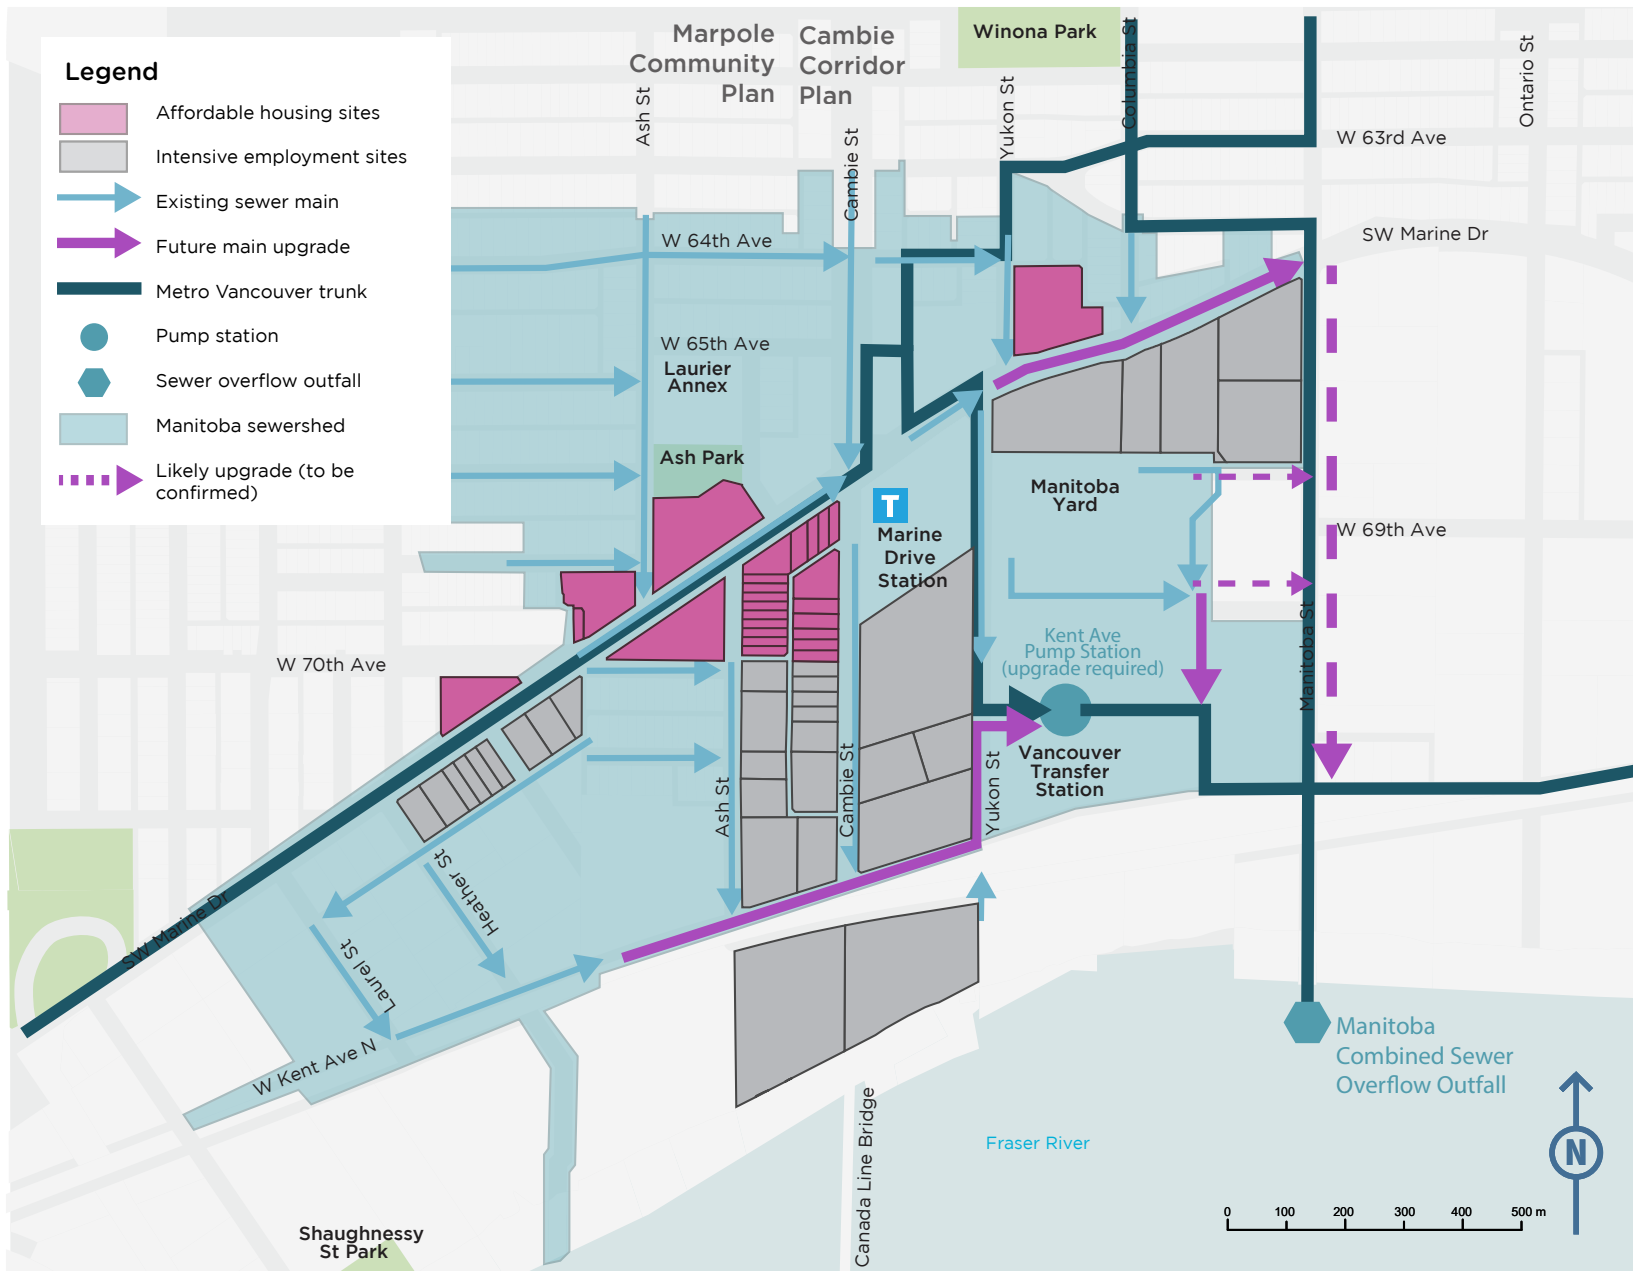 Legend
Affordable housing sites
Intensive employment sites
Existing sewer main
Future main upgrade
Metro Vancouver trunk
Pump station
Sewer overflow outfall
Manitoba sewershed
Likely upgrade (to be
confirmed)
Marpole
Community
Plan
Cambie
Corridor
Plan
Winona Park
Ash St
Cambie St
Yukon St
Columbia St
Ontario St
W 63rd Ave
SW Marine Dr
W 64th Ave
W 65th Ave
Laurier
Annex
Ash Park
T
Marine
Drive
Station
Manitoba
Yard
W 69th Ave
Kent Ave
Pump Station
(upgrade required)
Manitoba St
W 70th Ave
Vancouver
Transfer
Station
Ash St
Cambie St
Yukon St
Heather St
Laurel St
SW Marine Dr
W Kent Ave N
Manitoba
Combined Sewer
Overflow Outfall
Canada Line Bridge
Fraser River
N
0 100 200 300 400 500 m
Shaughnessy
St Park